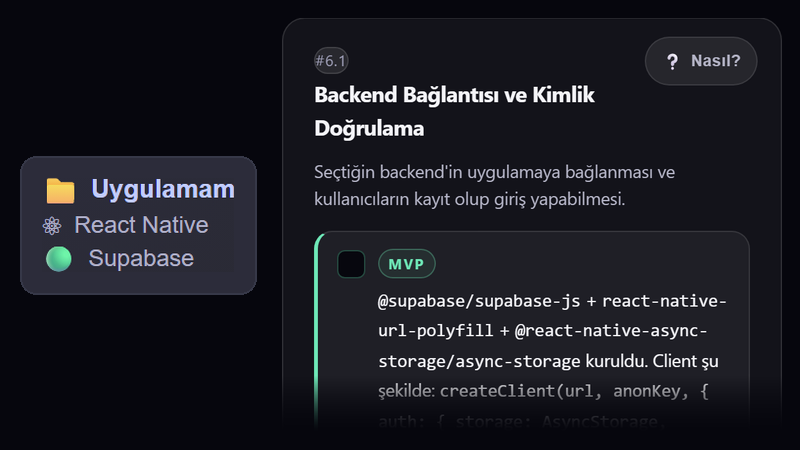 Uygulamam
React Native
Supabase
#6.1
? Nasıl?
Backend Bağlantısı ve Kimlik
Doğrulama
Seçtiğin backend'in uygulamaya bağlanması ve
kullanıcıların kayıt olup giriş yapabilmesi.
MVP
@supabase/supabase-js + react-native-
url-polyfill + @react-native-async-
storage/async-storage kuruldu. Client şu
şekilde: createClient(url, anonKey, {
auth: { storage: AsyncStorage,